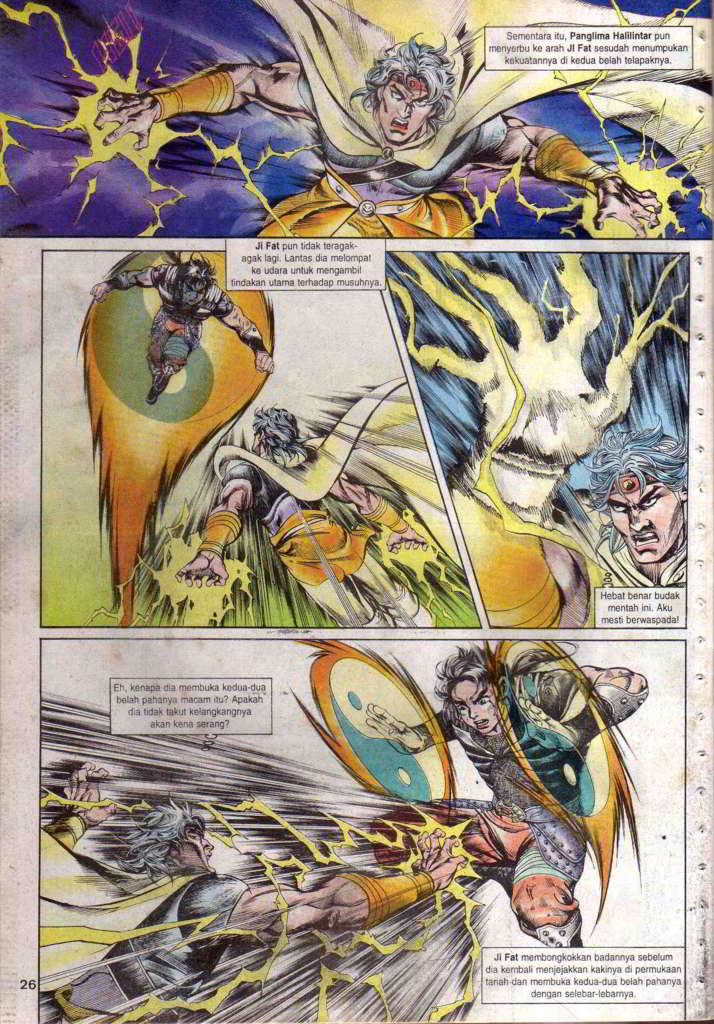 Sementara itu, Panglima Halilintar pun
menyerbu ke arah Ji Fat sesudah menumpukan
kekuatannya di kedua belah telapaknya.
Ji Fat pun tidak teragak-
agak lagi. Lantas dia melompat
ke udara untuk mengambil
tindakan utama terhadap musuhnya.
Hebat benar budak
mentah ini. Aku
mesti berwaspada!
Eh, kenapa dia membuka kedua-dua
belah pahanya macam itu? Apakah
dia tidak takut kelangkangnya
akan kena serang?
Ji Fat membongkokkan badannya sebelum
dia kembali menjejakkan kakinya di permukaan
tanah dan membuka kedua-dua belah pahanya
dengan selebar-lebarnya.
26